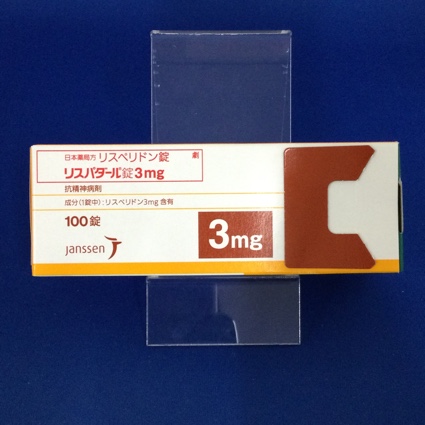 日本薬局方 リスペリドン錠 劇
リスパダール錠3mg
抗精神病剤
成分(1錠中):リスペリドン3mg 含有
100錠
3mg
janssen